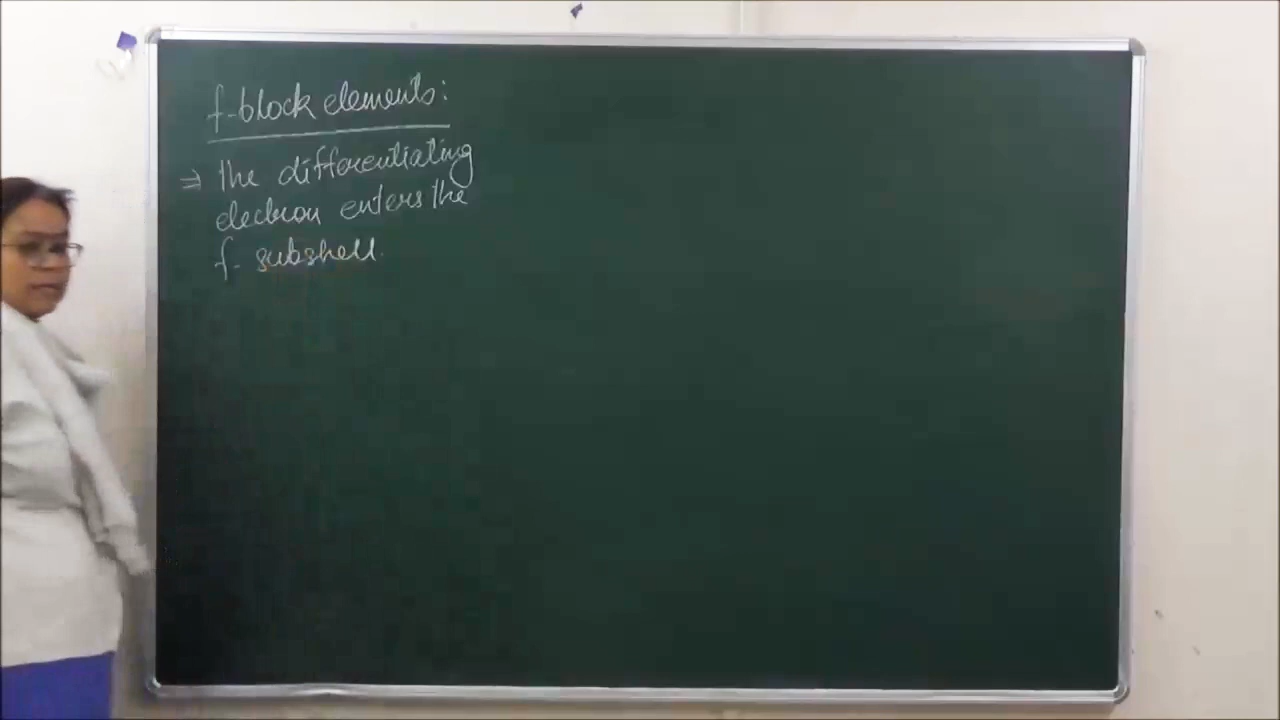 f-block elements:
⇒ the differentiating
electron enters the
f- subshell.